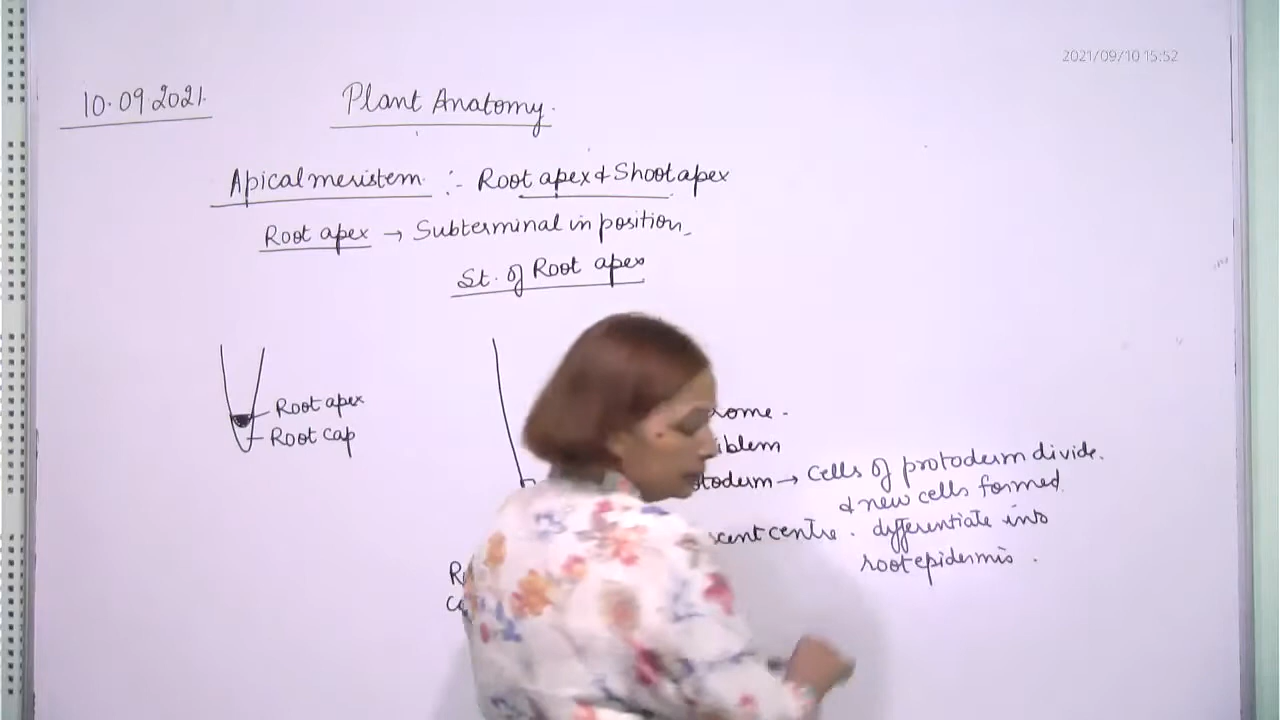 2021/09/10 15:52
10.09.2021.
Plant Anatomy.
Apical meristem :- Root apex & Shoot apex
Root apex → Subterminal in position
St. of Root apex
Root apex
Root cap
→ Cells of protoderm divide.
& new cells formed
centre. differentiate into
root epidermis.